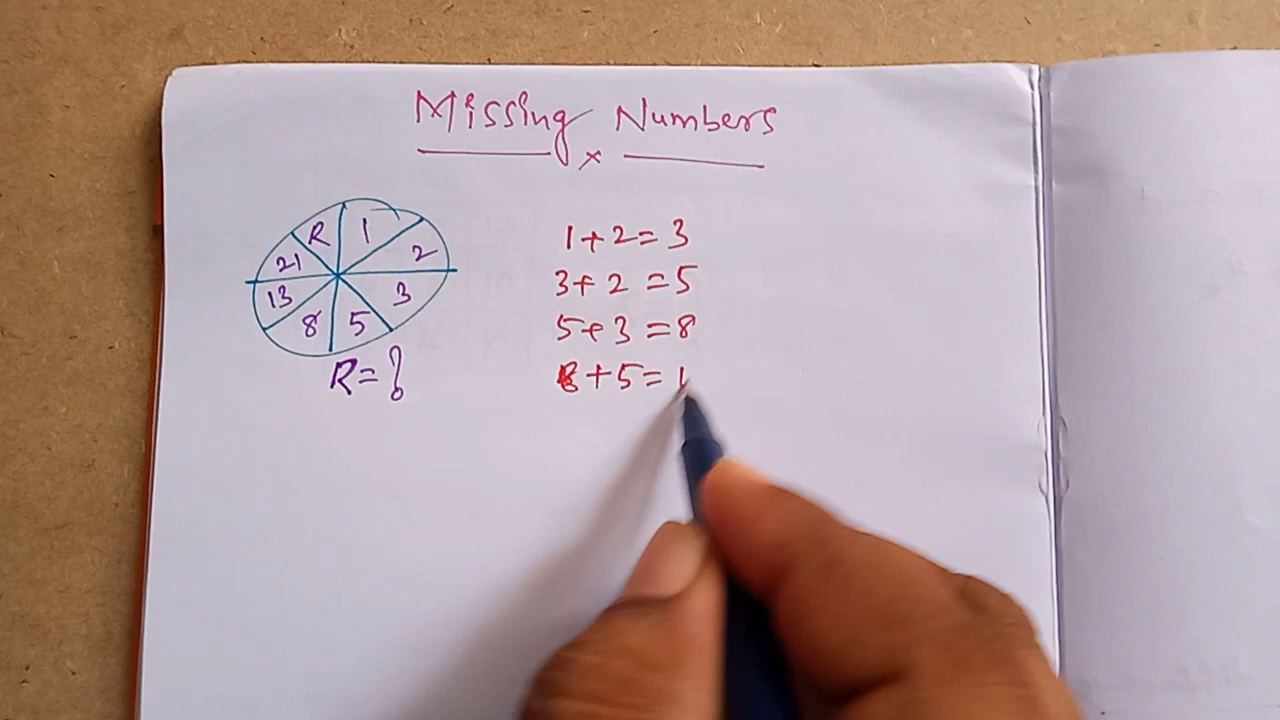 Missing Numbers
×
R 1
21 2
13 3
8 5
R = ?
1+2=3
3+2=5
5+3=8
8+5=1